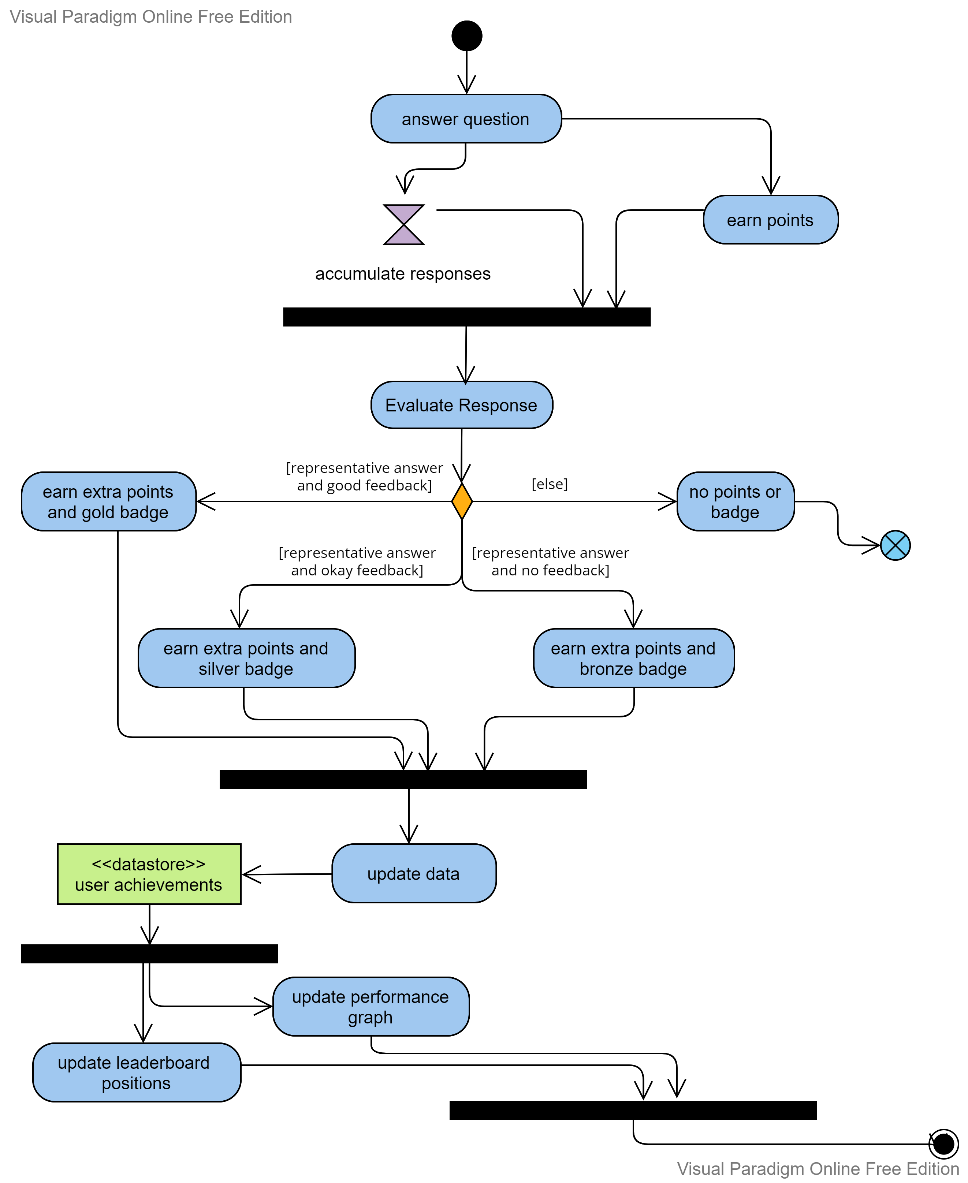 Visual Paradigm Online Free Edition
answer question
earn points
accumulate responses
Evaluate Response
[representative answer
and good feedback]
[else]
earn extra points
and gold badge
no points or
badge
[representative answer
and okay feedback]
[representative answer
and no feedback]
earn extra points and
silver badge
earn extra points and
bronze badge
<<datastore>>
user achievements
update data
update performance
graph
update leaderboard
positions
Visual Paradigm Online Free Edition